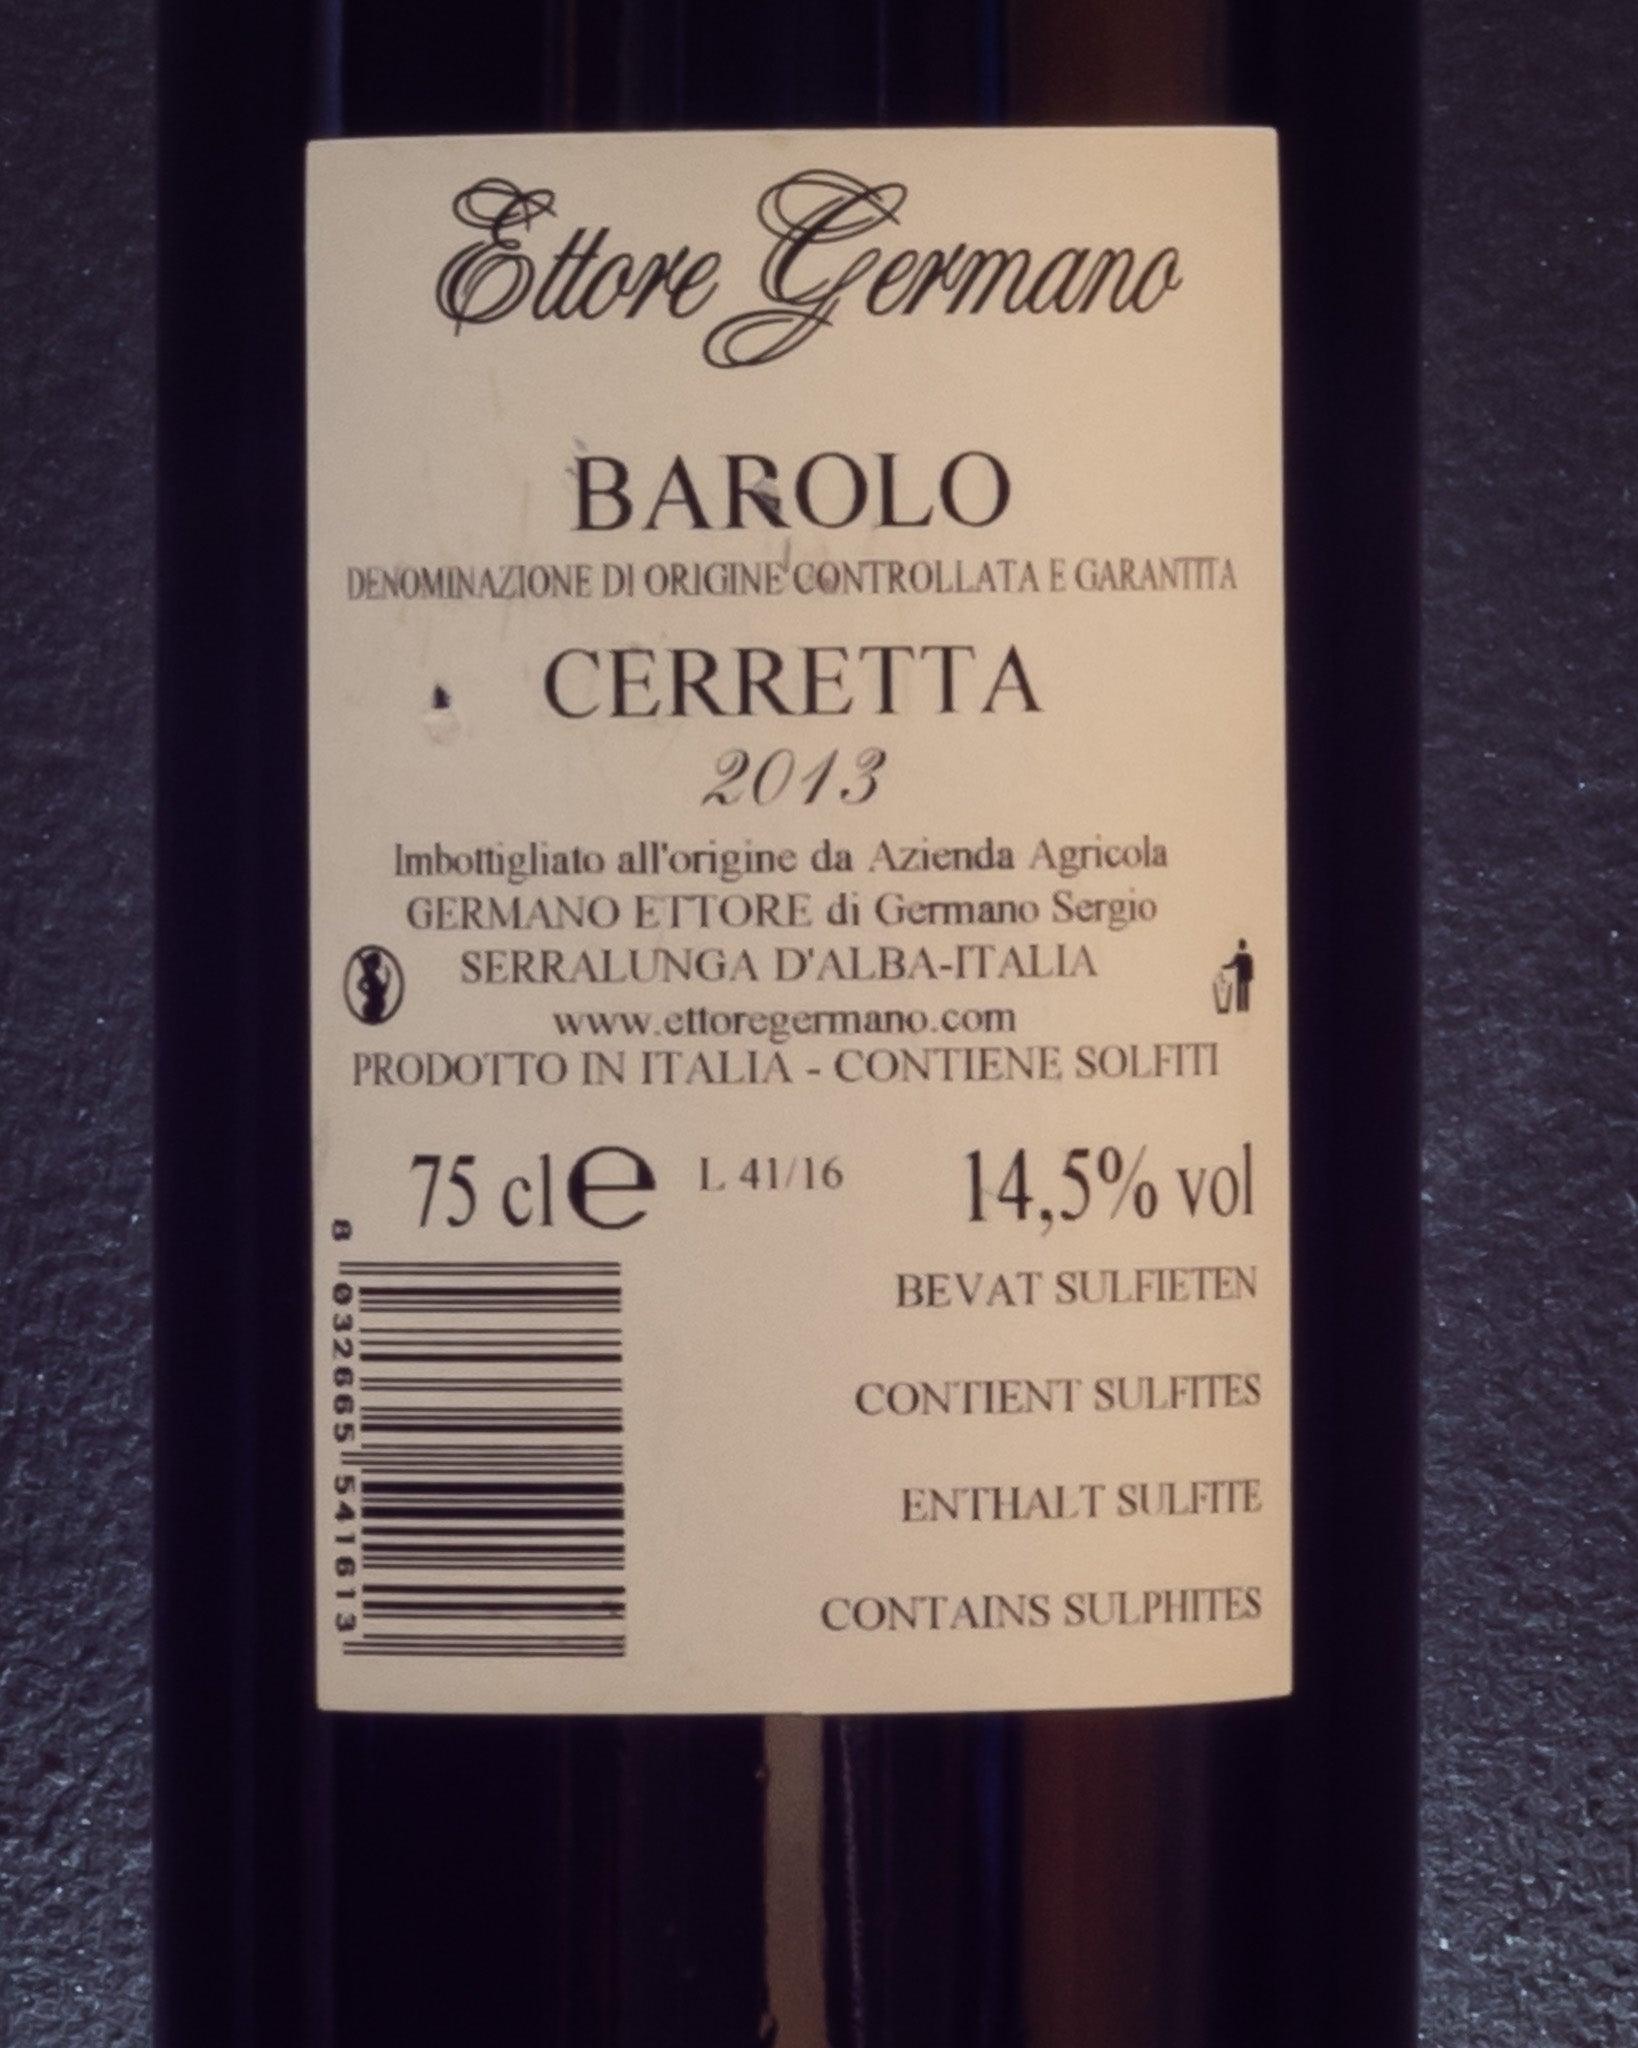 Ettore Germano
BAROLO
DENOMINAZIONE DI ORIGINE CONTROLLATA E GARANTITA
CERRETTA
2013
Imbottigliato all'origine da Azienda Agricola
GERMANO ETTORE di Germano Sergio
SERRALUNGA D'ALBA-ITALIA
www.ettoregermano.com
PRODOTTO IN ITALIA - CONTIENE SOLFITI
75 cl e L 41/16 14,5% vol
BEVAT SULFIETEN
CONTIENT SULFITES
ENTHALT SULFITE
CONTAINS SULPHITES
8 032665 541613